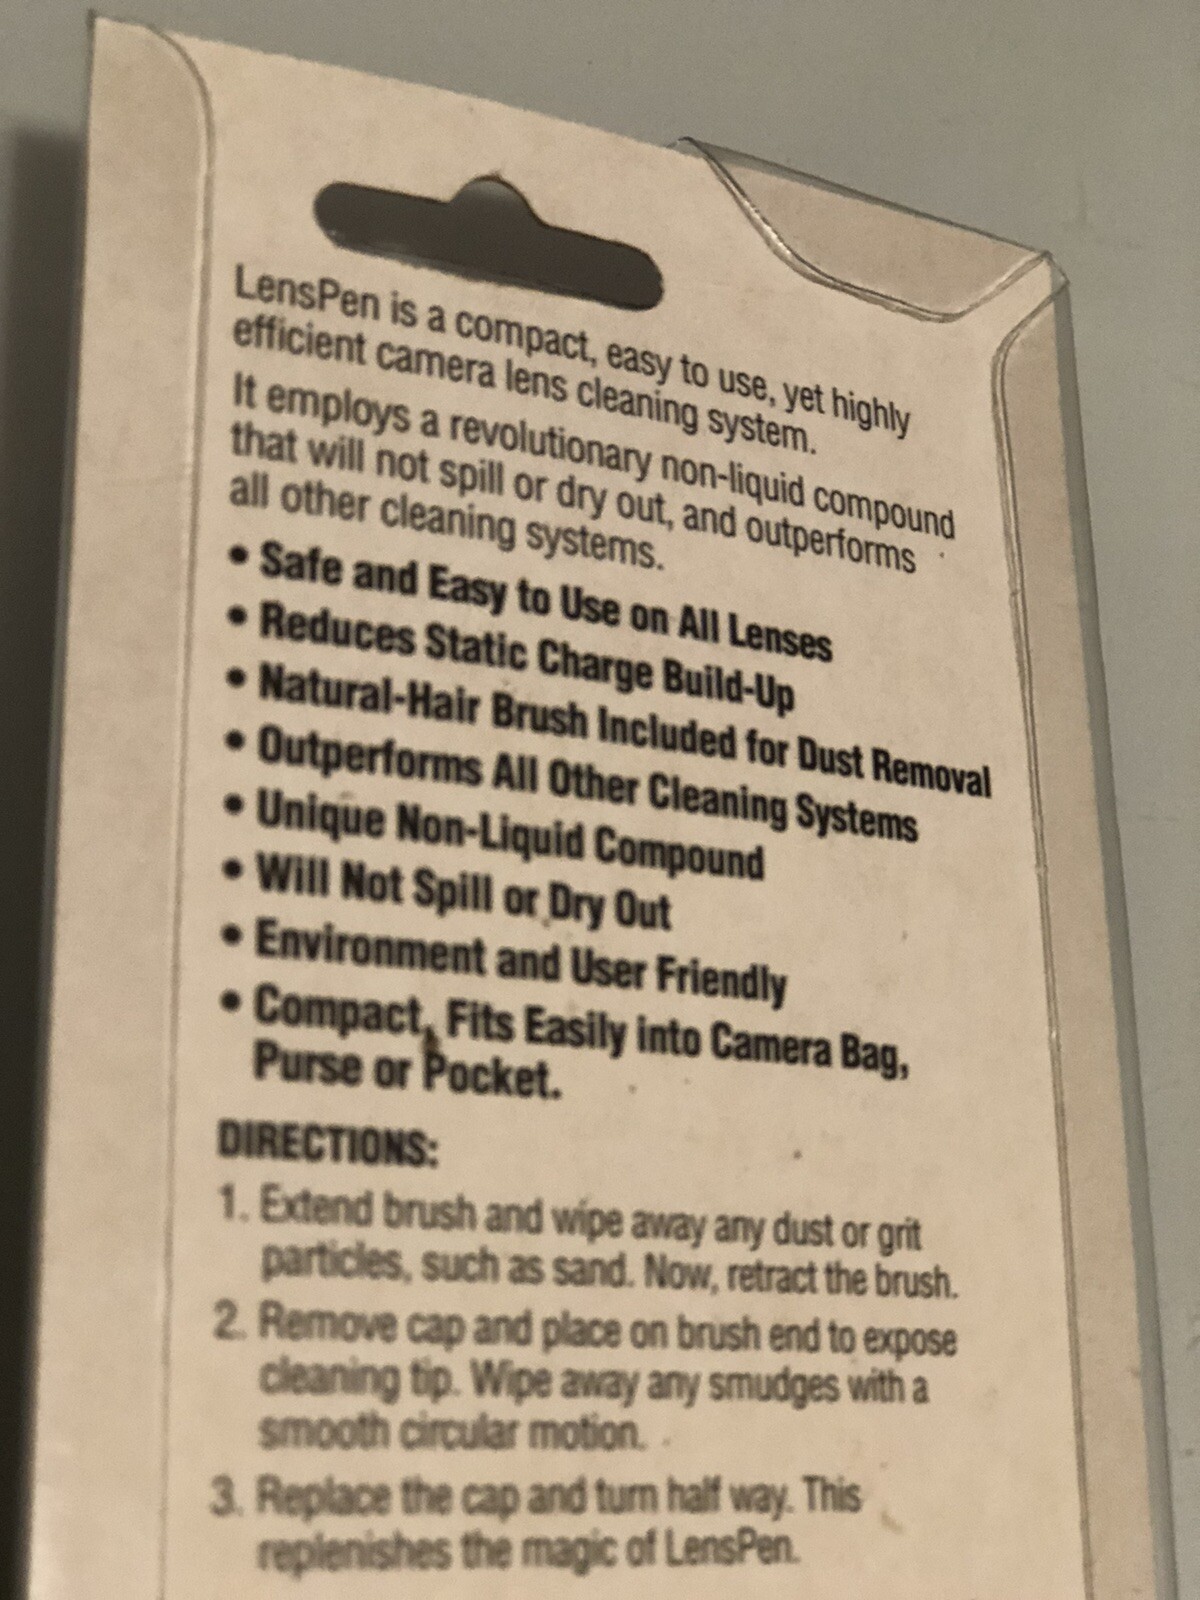 LensPen is a compact, easy to use, yet highly
efficient camera lens cleaning system.
It employs a revolutionary non-liquid compound
that will not spill or dry out, and outperforms
all other cleaning systems.
• Safe and Easy to Use on All Lenses
• Reduces Static Charge Build-Up
• Natural-Hair Brush Included for Dust Removal
• Outperforms All Other Cleaning Systems
• Unique Non-Liquid Compound
• Will Not Spill or Dry Out
• Environment and User Friendly
• Compact, Fits Easily into Camera Bag,
Purse or Pocket.
DIRECTIONS:
1. Extend brush and wipe away any dust or grit
particles, such as sand. Now, retract the brush.
2. Remove cap and place on brush end to expose
cleaning tip. Wipe away any smudges with a
smooth circular motion.
3. Replace the cap and turn half way. This
replenishes the magic of LensPen.